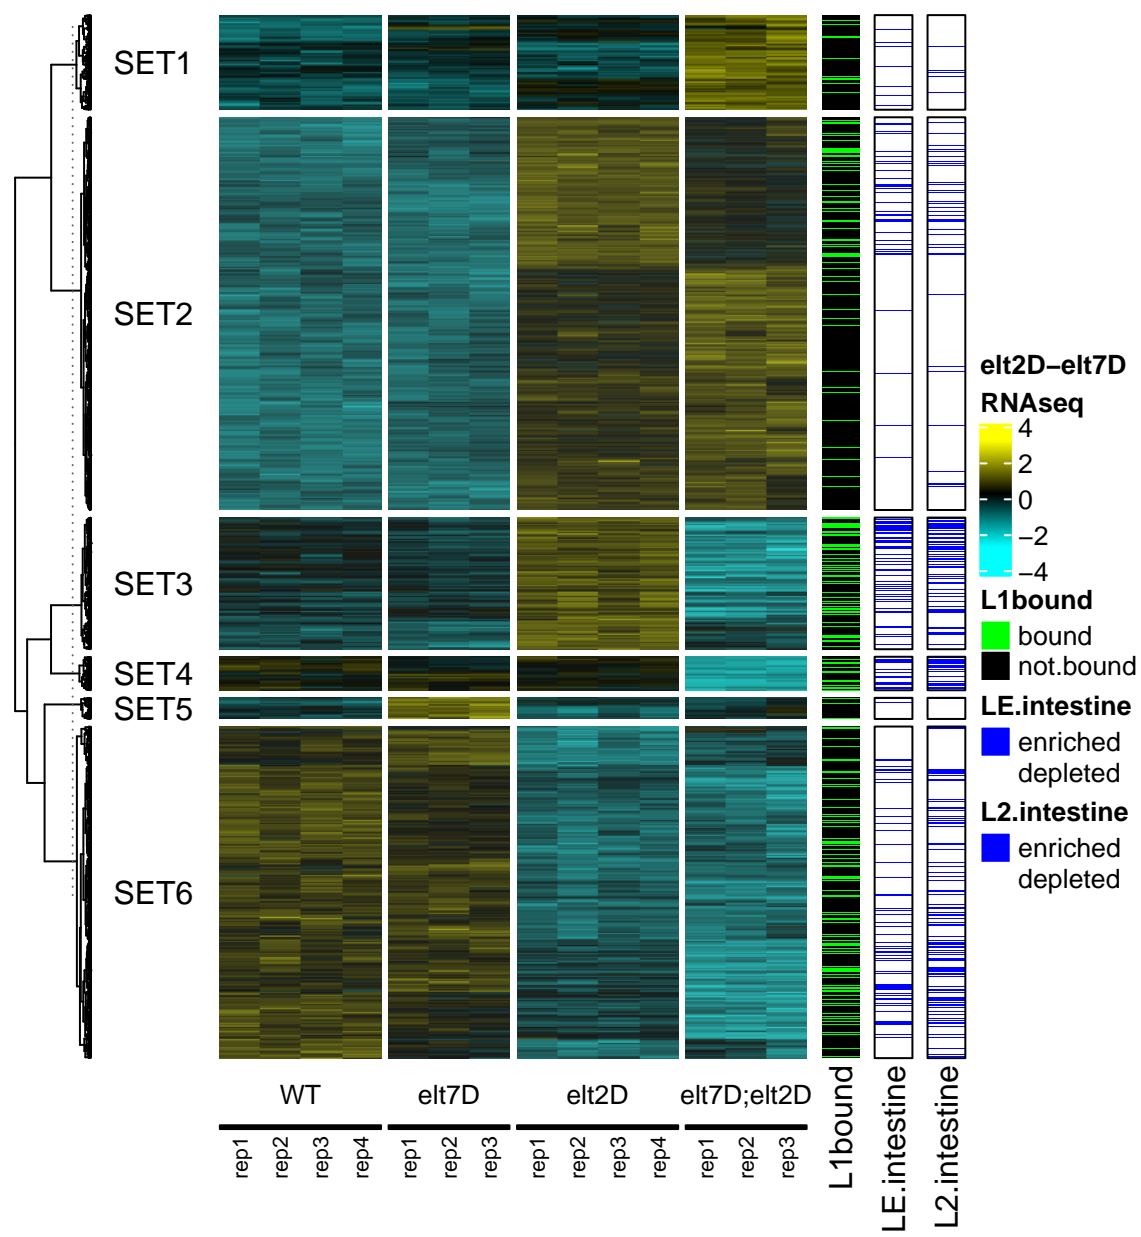 SET1
SET2
SET3
SET4
SET5
SET6
elt2D−elt7D
RNAseq
4
2
0
−2
−4
L1bound
bound
not.bound
LE.intestine
enriched
depleted
L2.intestine
enriched
depleted
WT
elt7D
elt2D
elt7D;elt2D
rep1
rep2
rep3
rep4
rep1
rep2
rep3
rep1
rep2
rep3
rep4
rep1
rep2
rep3
L1bound
LE.intestine
L2.intestine